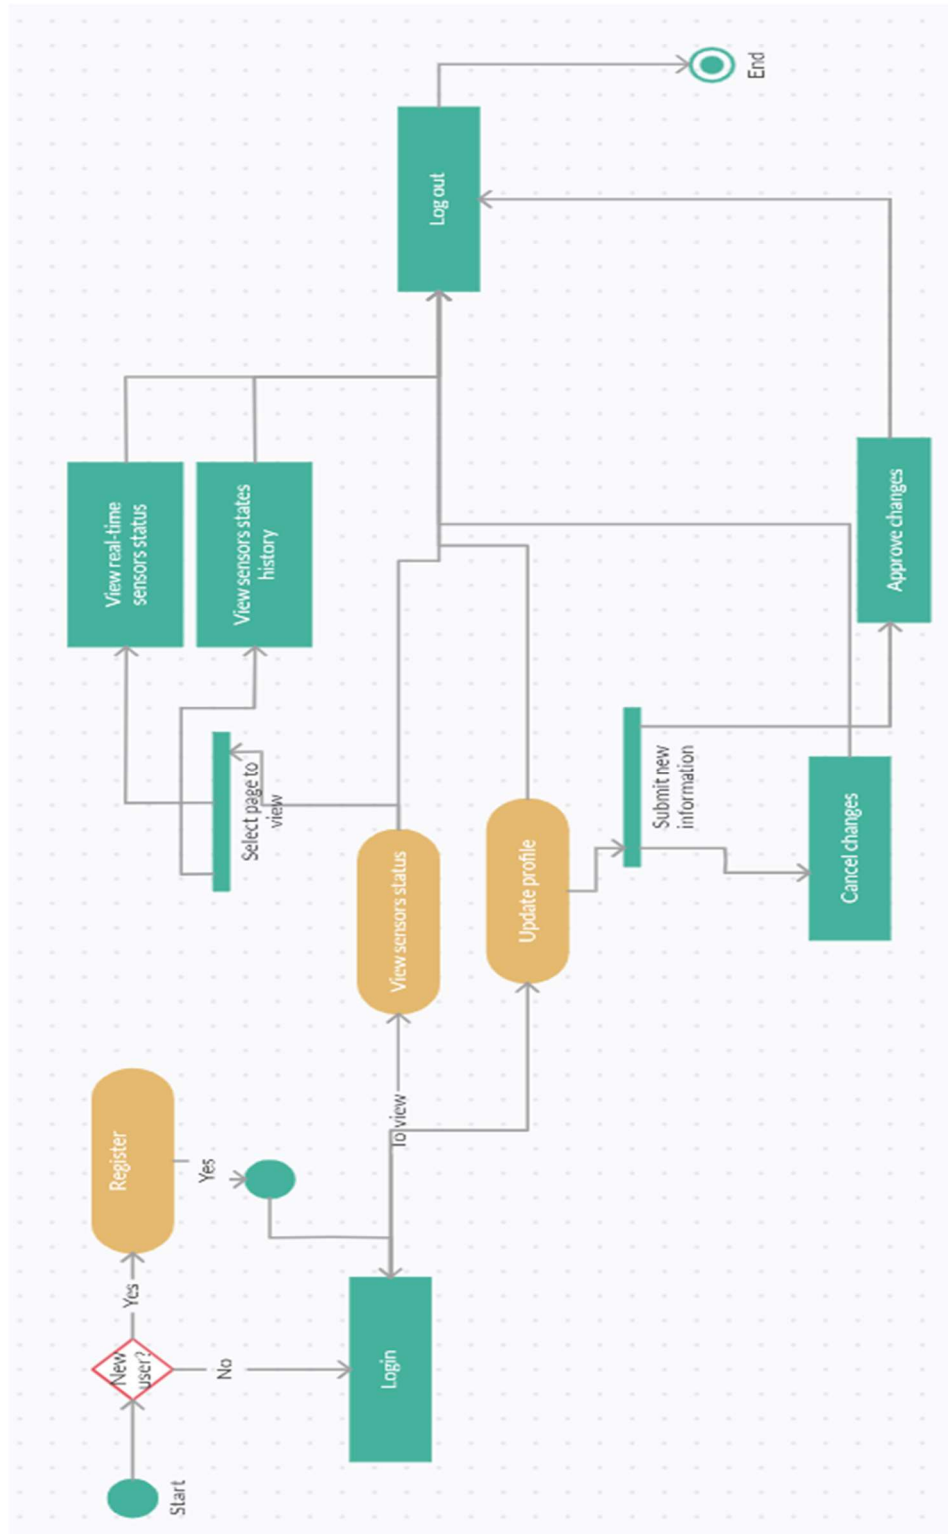 Start
New
user?
Yes
Register
Yes
No
Login
To view
View sensors status
Update profile
Select page to
view
View real-time
sensors status
View sensors states
history
Submit new
information
Cancel changes
Approve changes
Log out
End